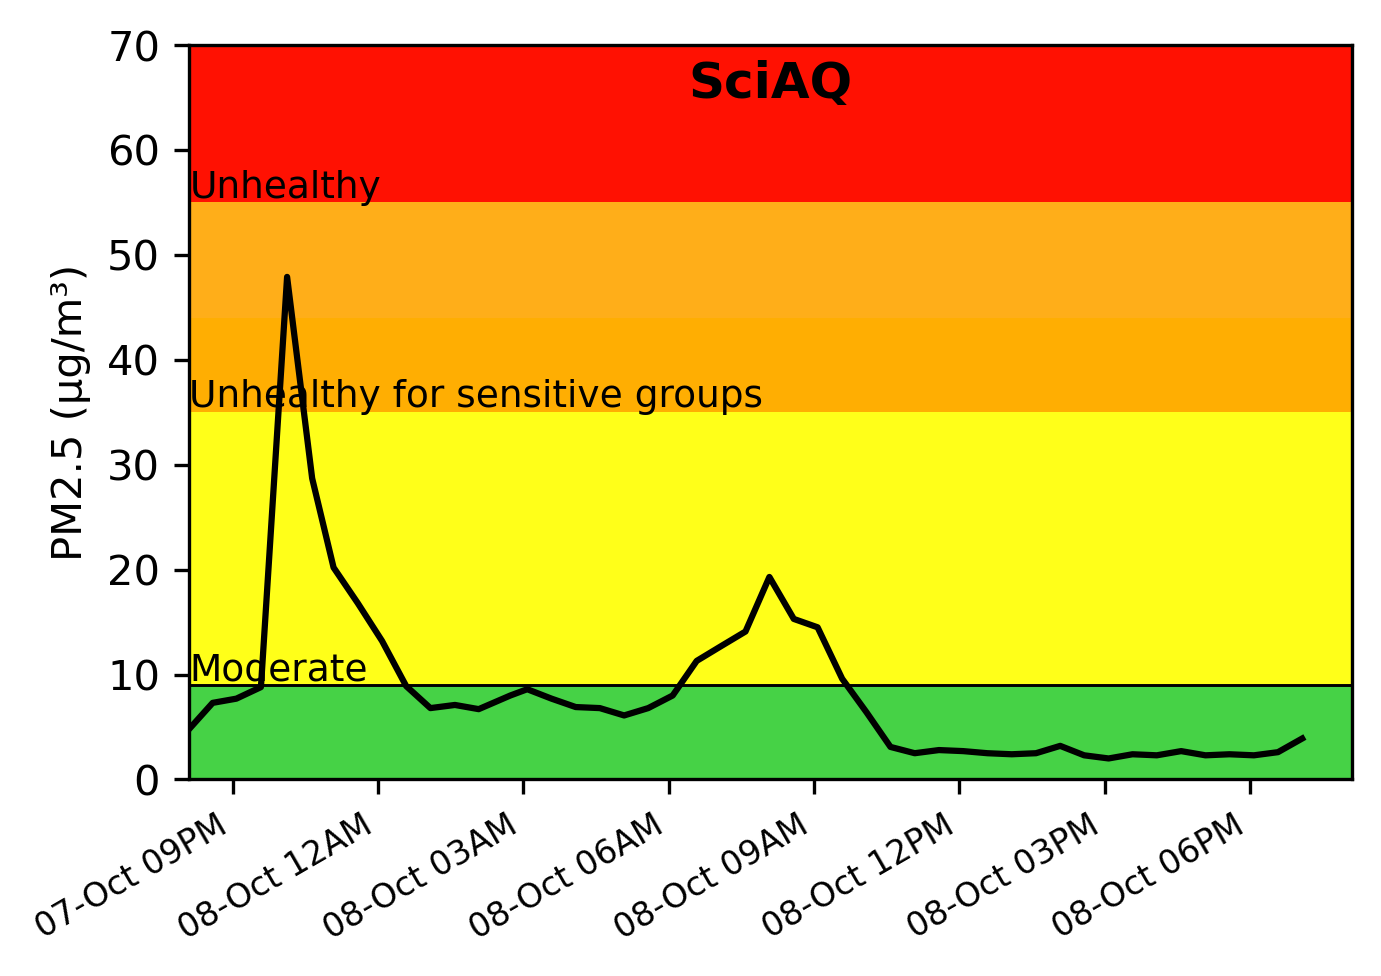 SciAQ
70
60
50
40
30
20
10
0
PM2.5 (μg/m³)
Unhealthy
Unhealthy for sensitive groups
Moderate
07-Oct 09PM
08-Oct 12AM
08-Oct 03AM
08-Oct 06AM
08-Oct 09AM
08-Oct 12PM
08-Oct 03PM
08-Oct 06PM